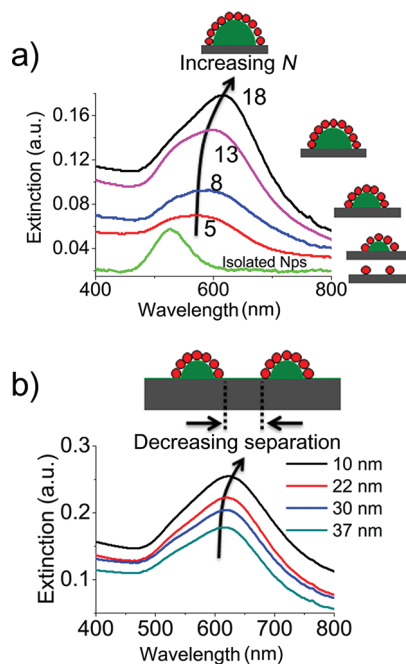 a)
Increasing N
18
13
8
5
Isolated Nps
0.16
0.12
0.08
0.04
Extinction (a.u.)
400 500 600 700 800
Wavelength (nm)
b)
Decreasing separation
10 nm
22 nm
30 nm
37 nm
0.3
0.2
0.1
Extinction (a.u.)
400 500 600 700 800
Wavelength (nm)